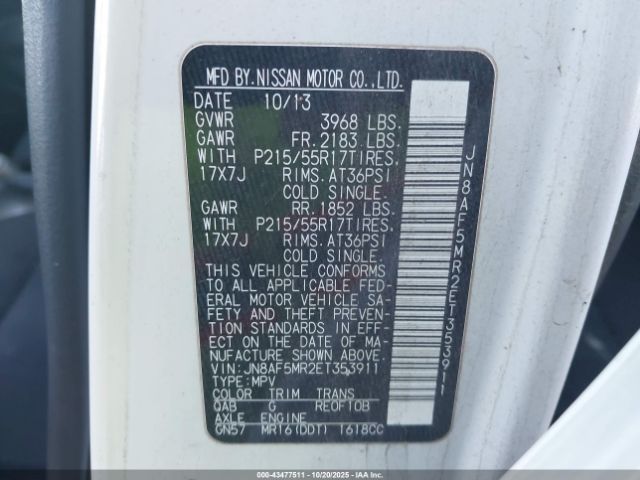 MFD BY.NISSAN MOTOR CO.,LTD.
DATE 10/13
GVWR 3968 LBS.
GAWR FR.2183 LBS.
WITH P215/55R17TIRES.
17X7J RIMS.AT36PSI
COLD SINGLE.
GAWR RR.1852 LBS.
WITH P215/55R17TIRES.
17X7J RIMS.AT36PSI
COLD SINGLE.
THIS VEHICLE CONFORMS
TO ALL APPLICABLE FED-
ERAL MOTOR VEHICLE SA-
FETY AND THEFT PREVEN-
TION STANDARDS IN EFF-
ECT ON THE DATE OF MA-
NUFACTURE SHOWN ABOVE.
VIN:JN8AF5MR2ET353911
TYPE:MPV
COLOR TRIM TRANS
QAB G RE0F10B
AXLE ENGINE
GN57 MR16(DDT) 1618CC
JN8AF5MR2ET353911
000-43477511 - 10/20/2025 - Copyright IAA, LLC